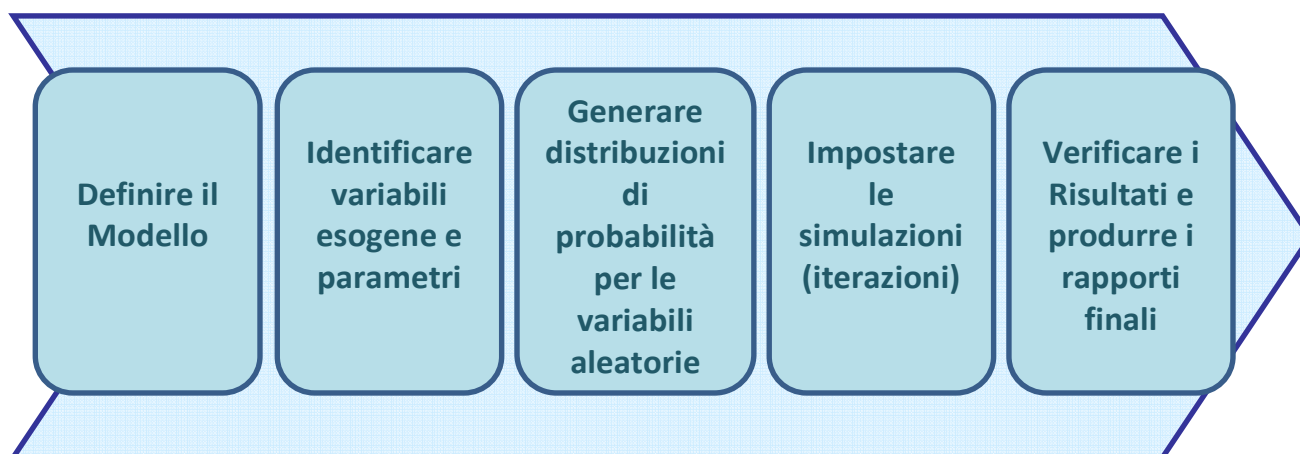 Definire il
Modello
Identificare
variabili
esogene e
parametri
Generare
distribuzioni
di
probabilità
per le
variabili
aleatorie
Impostare
le
simulazioni
(iterazioni)
Verificare i
Risultati e
produrre i
rapporti
finali